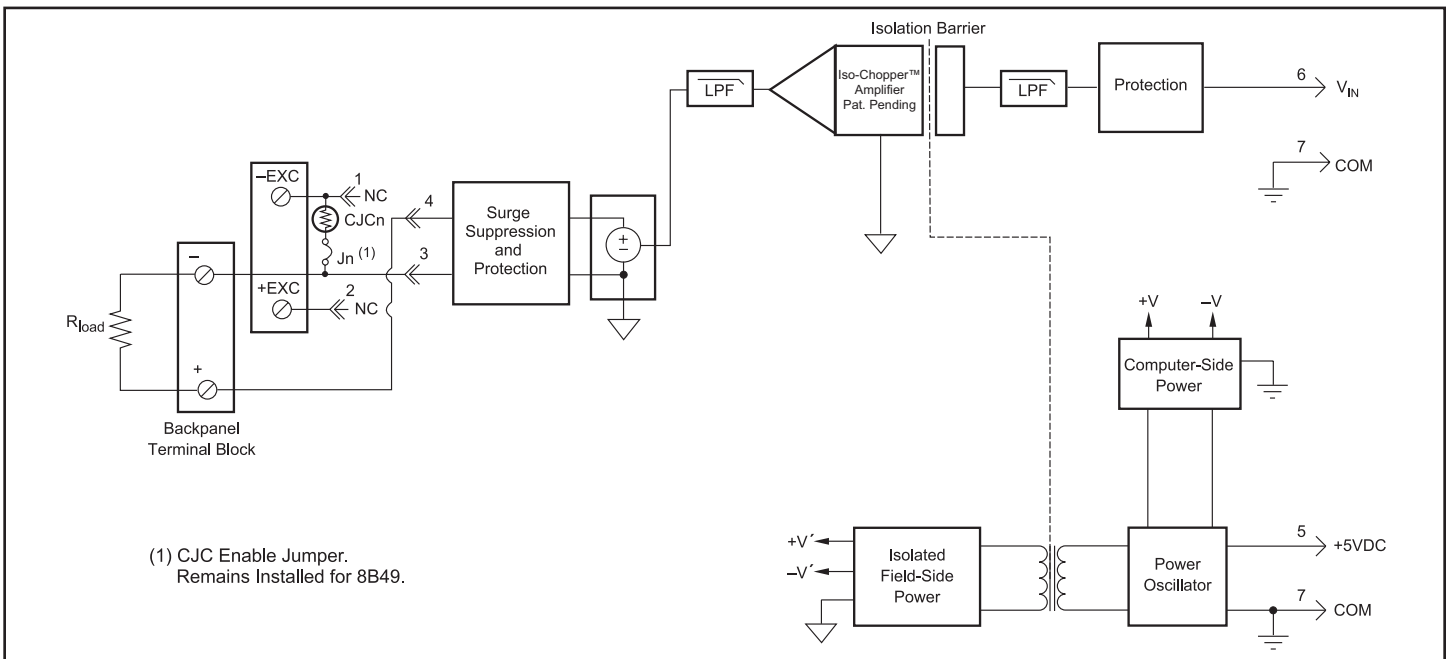 Isolation Barrier
Iso-Chopper™
Amplifier
Pat. Pending
LPF
LPF
Protection
6
V_IN
7
COM
–EXC
1
NC
CJCn
Jn (1)
+EXC
2
NC
4
3
Surge
Suppression
and
Protection
+
–
–
+
R_load
Backpanel
Terminal Block
+V
–V
Computer-Side
Power
+V´
–V´
Isolated
Field-Side
Power
Power
Oscillator
5
+5VDC
7
COM
(1) CJC Enable Jumper.
Remains Installed for 8B49.